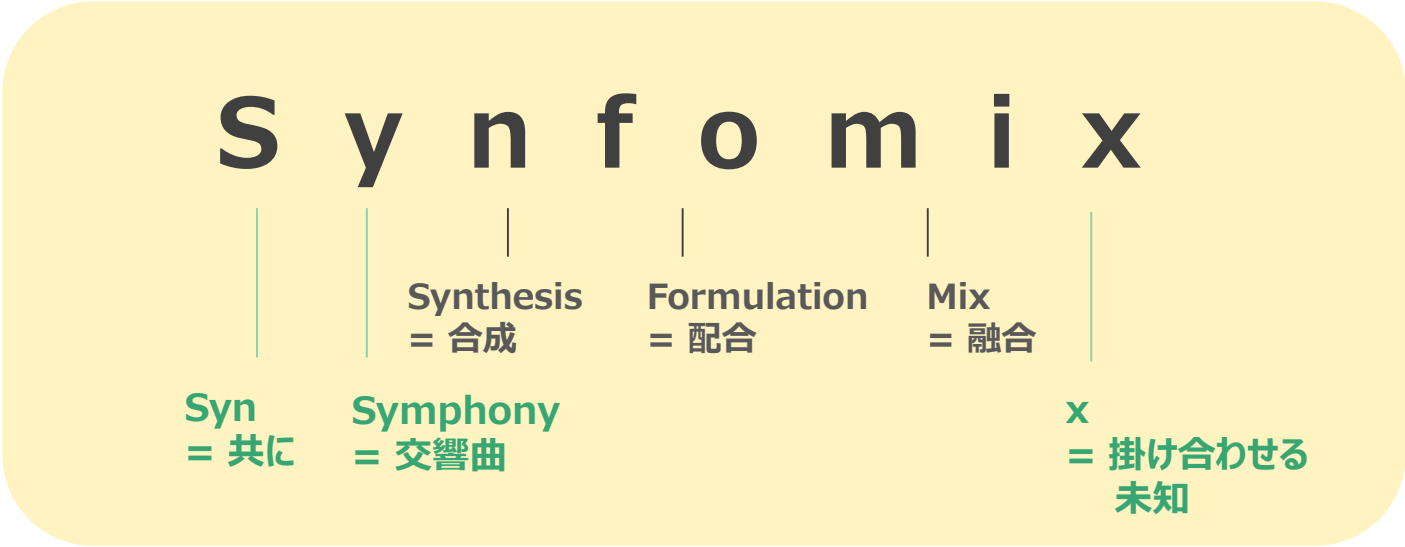 Synfomix
Synthesis
= 合成
Formulation
= 配合
Mix
= 融合
Syn
= 共に
Symphony
= 交響曲
x
= 掛け合わせる
未知